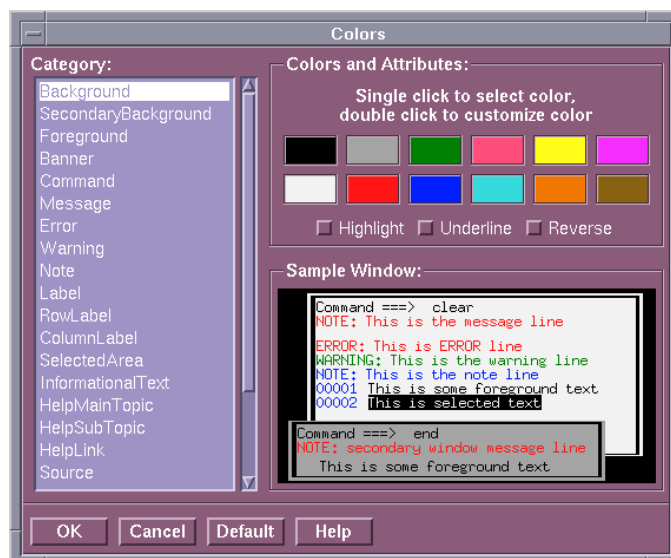 Colors
Category:
Background
SecondaryBackground
Foreground
Banner
Command
Message
Error
Warning
Note
Label
RowLabel
ColumnLabel
SelectedArea
InformationalText
HelpMainTopic
HelpSubTopic
HelpLink
Source
Colors and Attributes:
Single click to select color,
double click to customize color
Highlight Underline Reverse
Sample Window:
Command ===> clear
NOTE: This is the message line
ERROR: This is ERROR line
WARNING: This is the warning line
NOTE: This is the note line
00001 This is some foreground text
00002 This is selected text
Command ===> end
NOTE: secondary window message line
This is some foreground text
OK Cancel Default Help